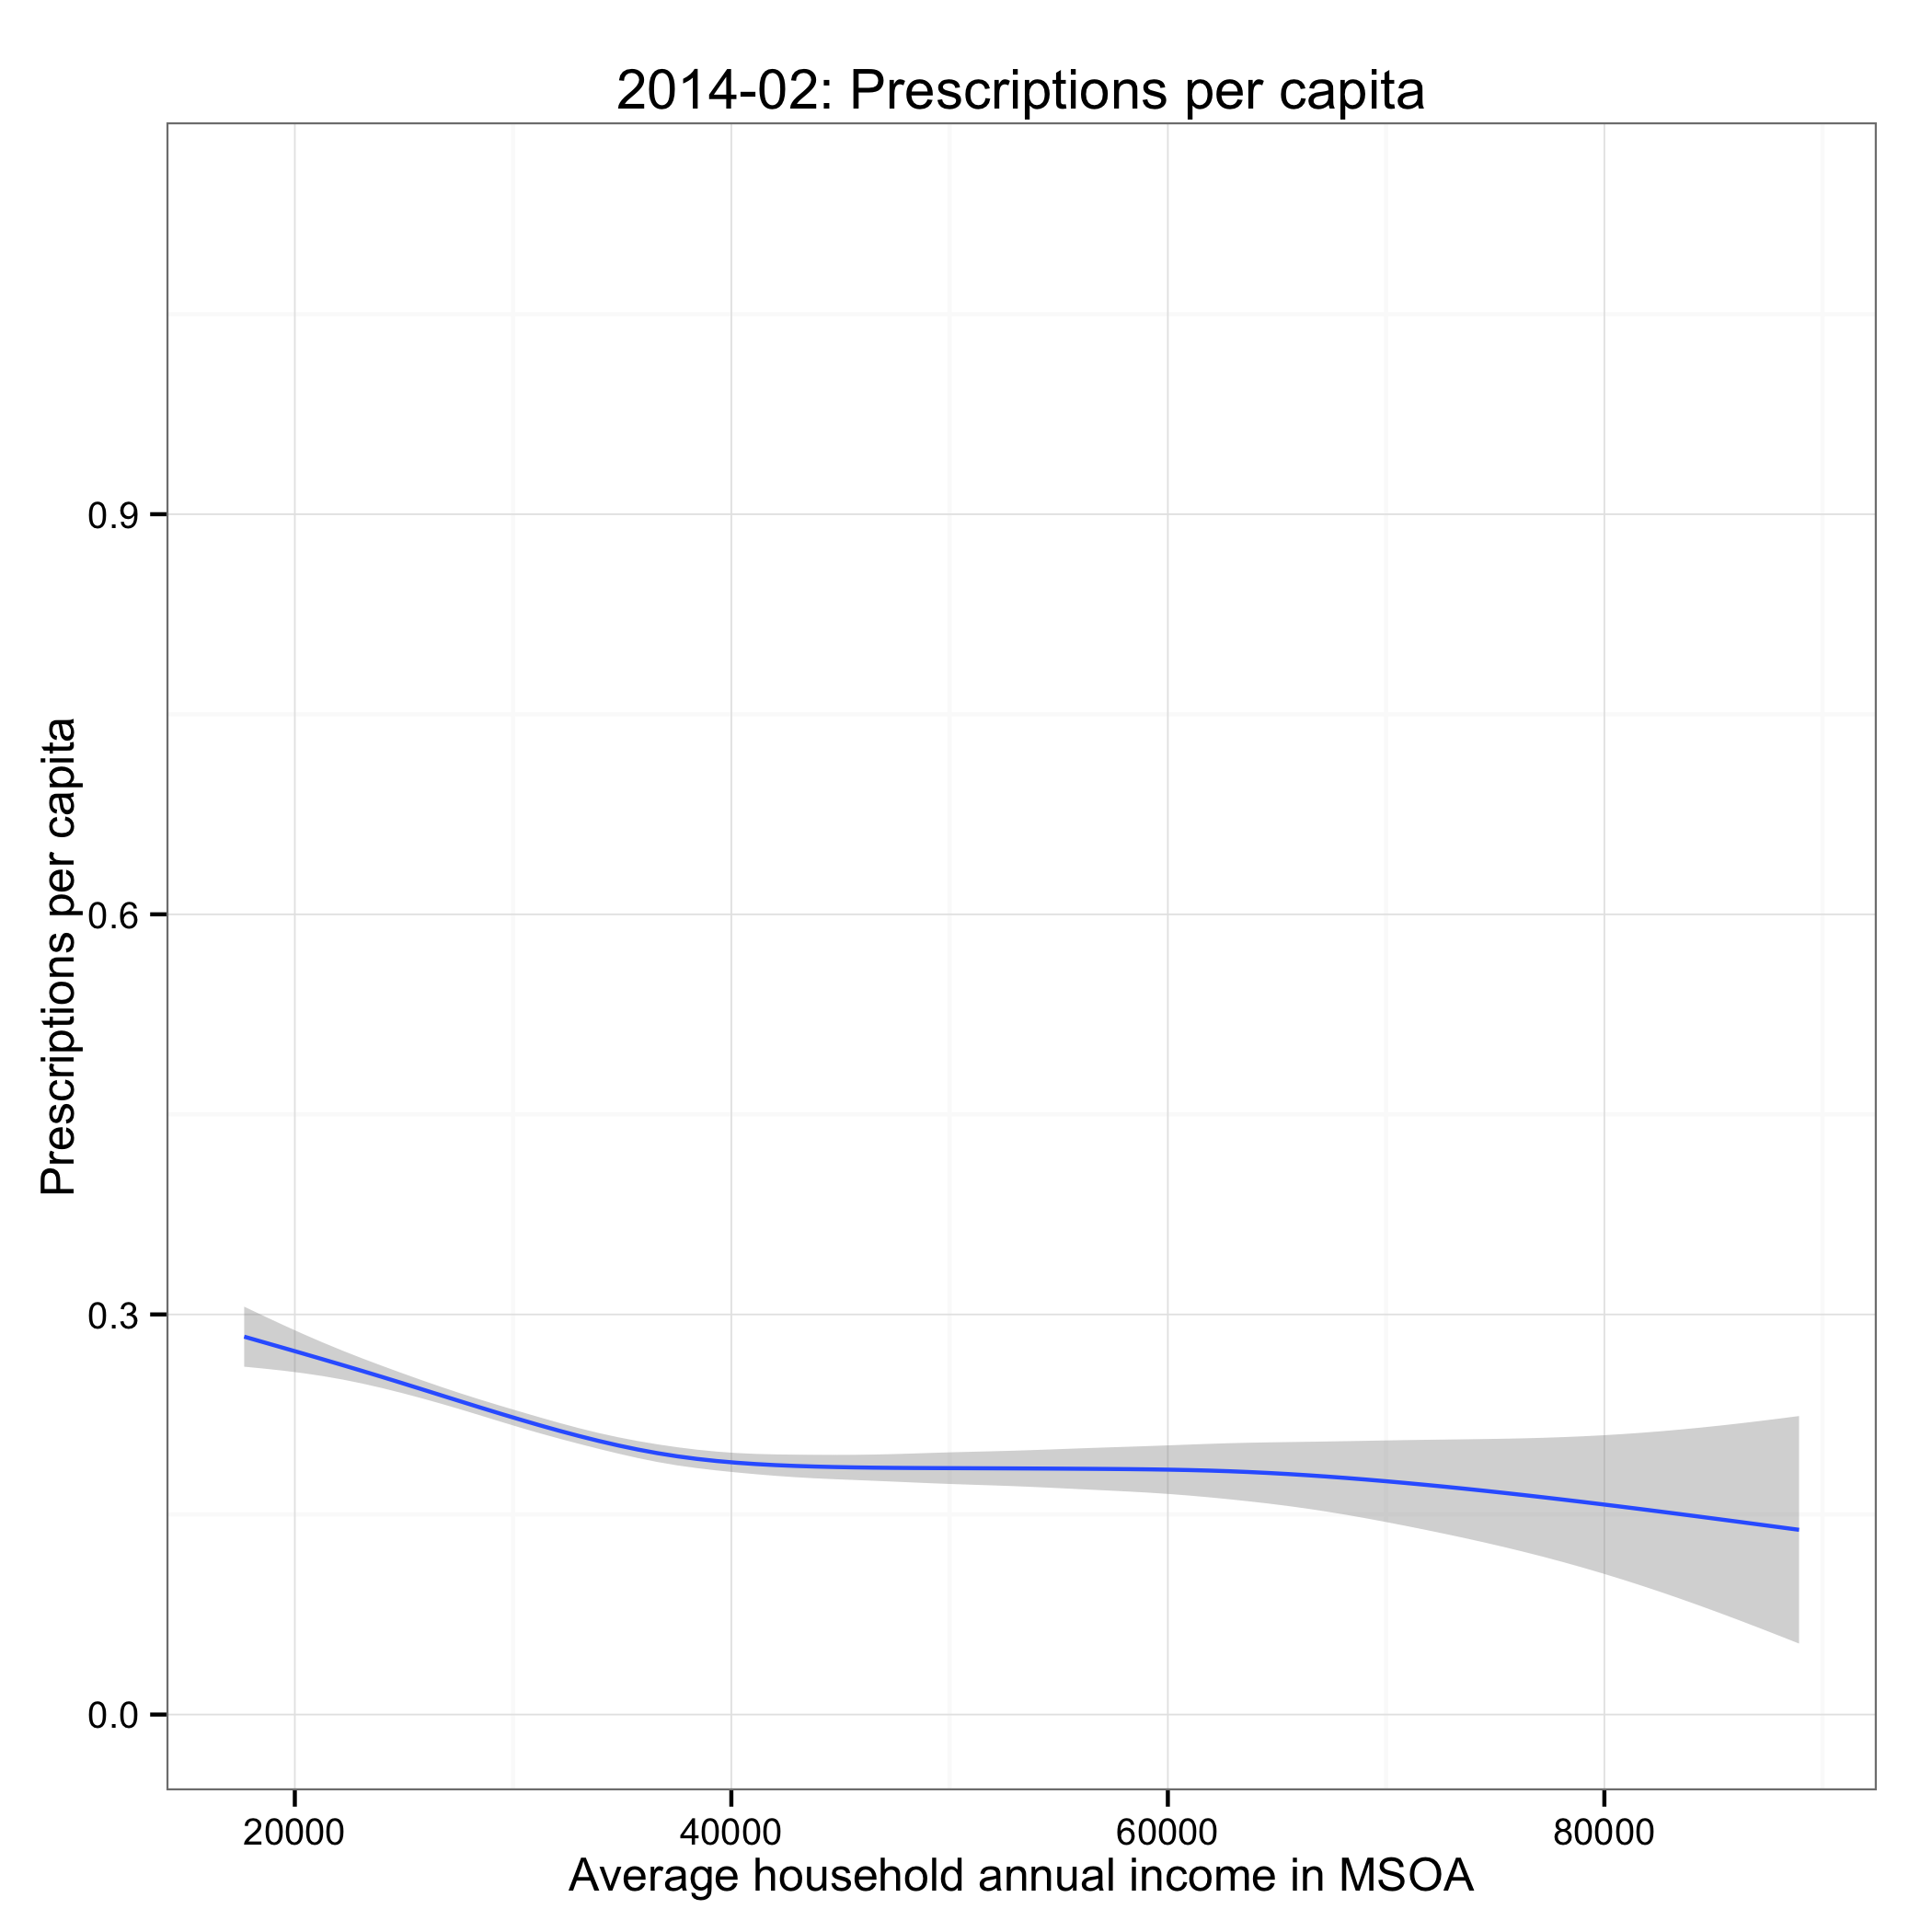 2014-02: Prescriptions per capita
Prescriptions per capita
0.9
0.6
0.3
0.0
20000 40000 60000 80000
Average household annual income in MSOA